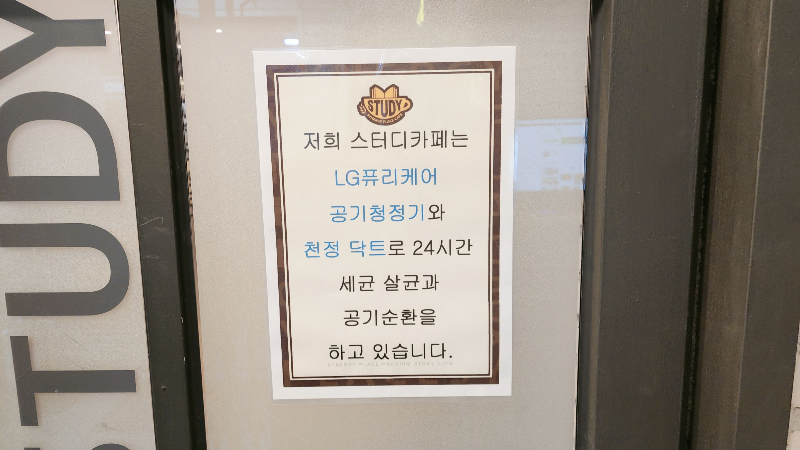 STUDY
STUDY
저희 스터디카페는
LG퓨리케어
공기청정기와
천정 닥트로 24시간
세균 살균과
공기순환을
하고 있습니다.